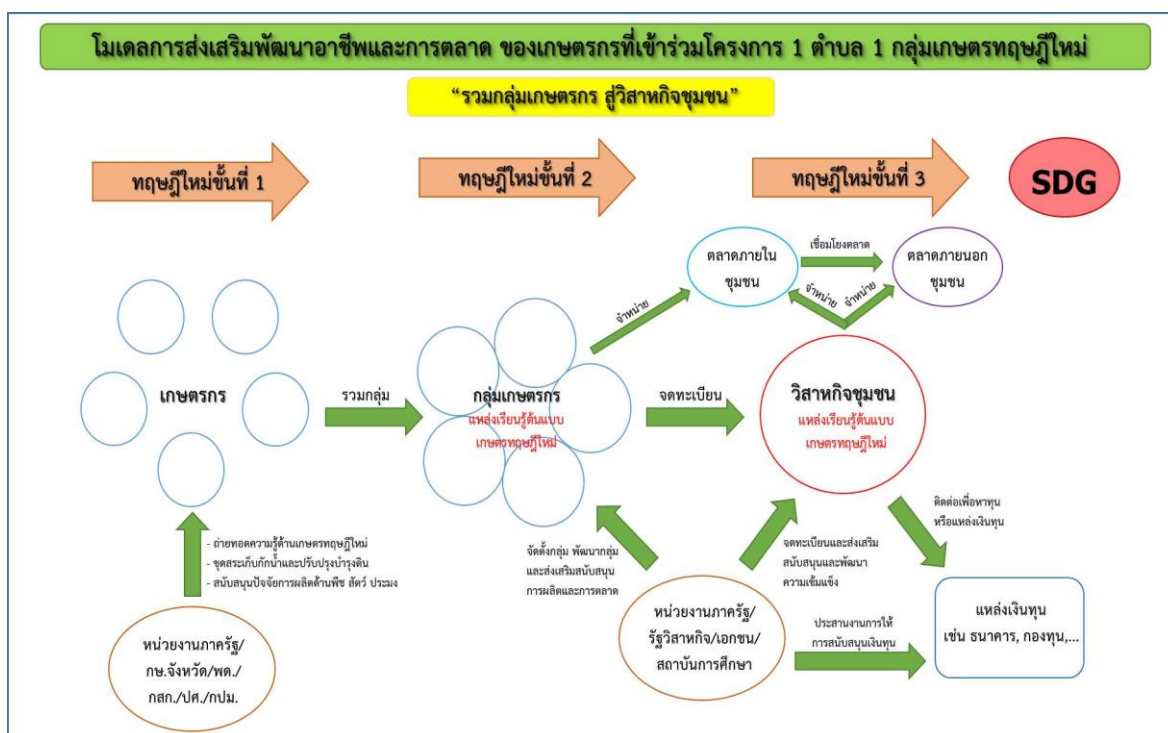 โมเดลการส่งเสริมพัฒนาอาชีพและการตลาด ของเกษตรกรที่เข้าร่วมโครงการ 1 ตำบล 1 กลุ่มเกษตรทฤษฎีใหม่
“รวมกลุ่มเกษตรกร สู่วิสาหกิจชุมชน”
ทฤษฎีใหม่ขั้นที่ 1
ทฤษฎีใหม่ขั้นที่ 2
ทฤษฎีใหม่ขั้นที่ 3
SDG
ตลาดภายใน
ชุมชน
เชื่อมโยงตลาด
ตลาดภายนอก
ชุมชน
จำหน่าย
จำหน่าย
จำหน่าย
เกษตรกร
รวมกลุ่ม
กลุ่มเกษตรกร
แหล่งเรียนรู้ต้นแบบ
เกษตรทฤษฎีใหม่
จดทะเบียน
วิสาหกิจชุมชน
แหล่งเรียนรู้ต้นแบบ
เกษตรทฤษฎีใหม่
- ถ่ายทอดความรู้ด้านเกษตรทฤษฎีใหม่
- ขุดสระเก็บกักน้ำและปรับปรุงบำรุงดิน
- สนับสนุนปัจจัยการผลิตด้านพืช สัตว์ ประมง
จัดตั้งกลุ่ม พัฒนากลุ่ม
และส่งเสริมสนับสนุน
การผลิตและการตลาด
จดทะเบียนและส่งเสริม
สนับสนุนและพัฒนา
ความเข้มแข็ง
ติดต่อเพื่อหาทุน
หรือแหล่งเงินทุน
หน่วยงานภาครัฐ/
กษ.จังหวัด/พด./
กสก./ปศ./กปม.
หน่วยงานภาครัฐ/
รัฐวิสาหกิจ/เอกชน/
สถาบันการศึกษา
ประสานงานการให้
การสนับสนุนเงินทุน
แหล่งเงินทุน
เช่น ธนาคาร, กองทุน,...